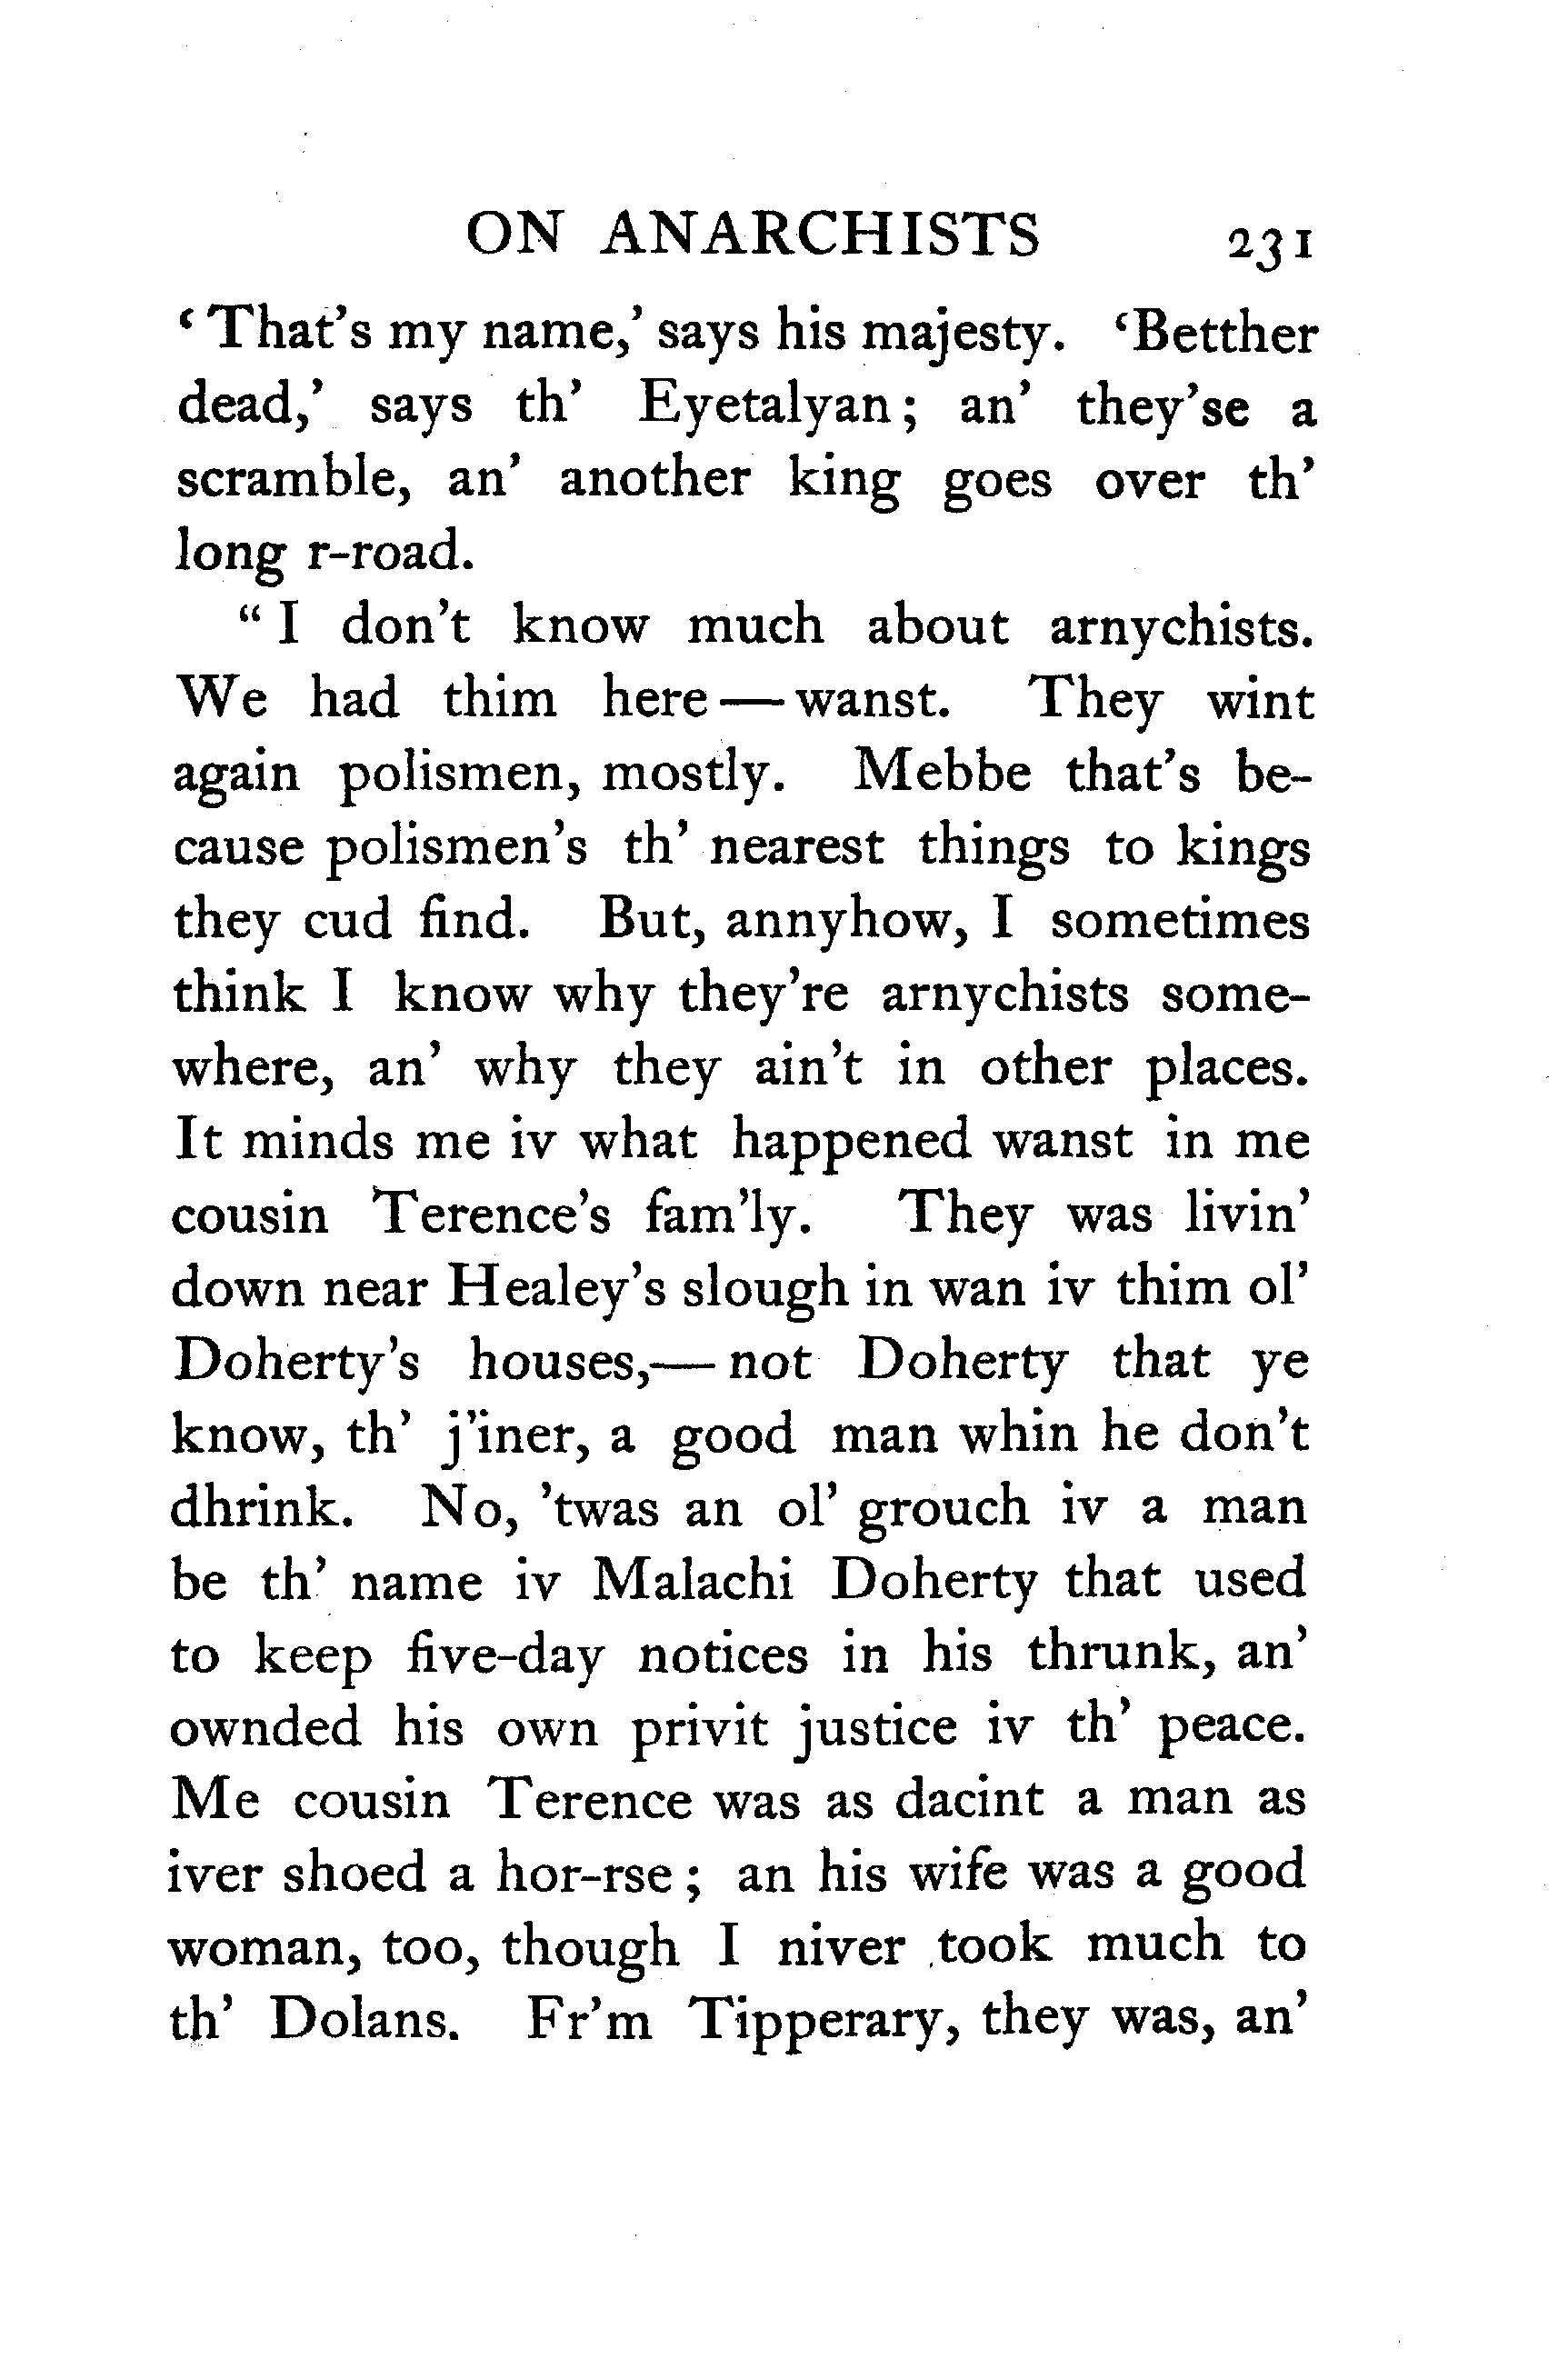 ON ANARCHISTS 231
‘That's my name,’ says his majesty. ‘Betther
dead,’ says th’ Eyetalyan; an’ they’se a
scramble, an’ another king goes over th’
long r-road.
“I don’t know much about arnychists.
We had thim here — wanst. They wint
again polismen, mostly. Mebbe that’s be-
cause polismen’s th’ nearest things to kings
they cud find. But, annyhow, I sometimes
think I know why they’re arnychists some-
where, an’ why they ain’t in other places.
It minds me iv what happened wanst in me
cousin Terence’s fam’ly. They was livin’
down near Healey’s slough in wan iv thim ol’
Doherty’s houses,— not Doherty that ye
know, th’ j’iner, a good man whin he don’t
dhrink. No, ’twas an ol’ grouch iv a man
be th’ name iv Malachi Doherty that used
to keep five-day notices in his thrunk, an’
ownded his own privit justice iv th’ peace.
Me cousin Terence was as dacint a man as
iver shoed a hor-rse; an his wife was a good
woman, too, though I niver took much to
th’ Dolans. Fr’m Tipperary, they was, an’